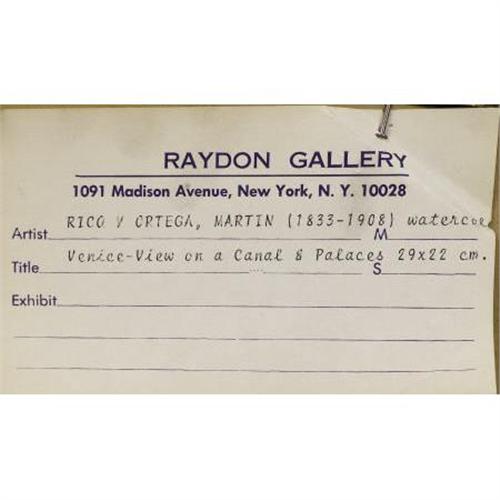 RAYDON GALLERY
1091 Madison Avenue, New York, N. Y. 10028
Artist RICO Y ORTEGA, MARTIN (1833-1908) M watercol
Title Venice-View on a Canal & Palaces S 29x22 cm.
Exhibit